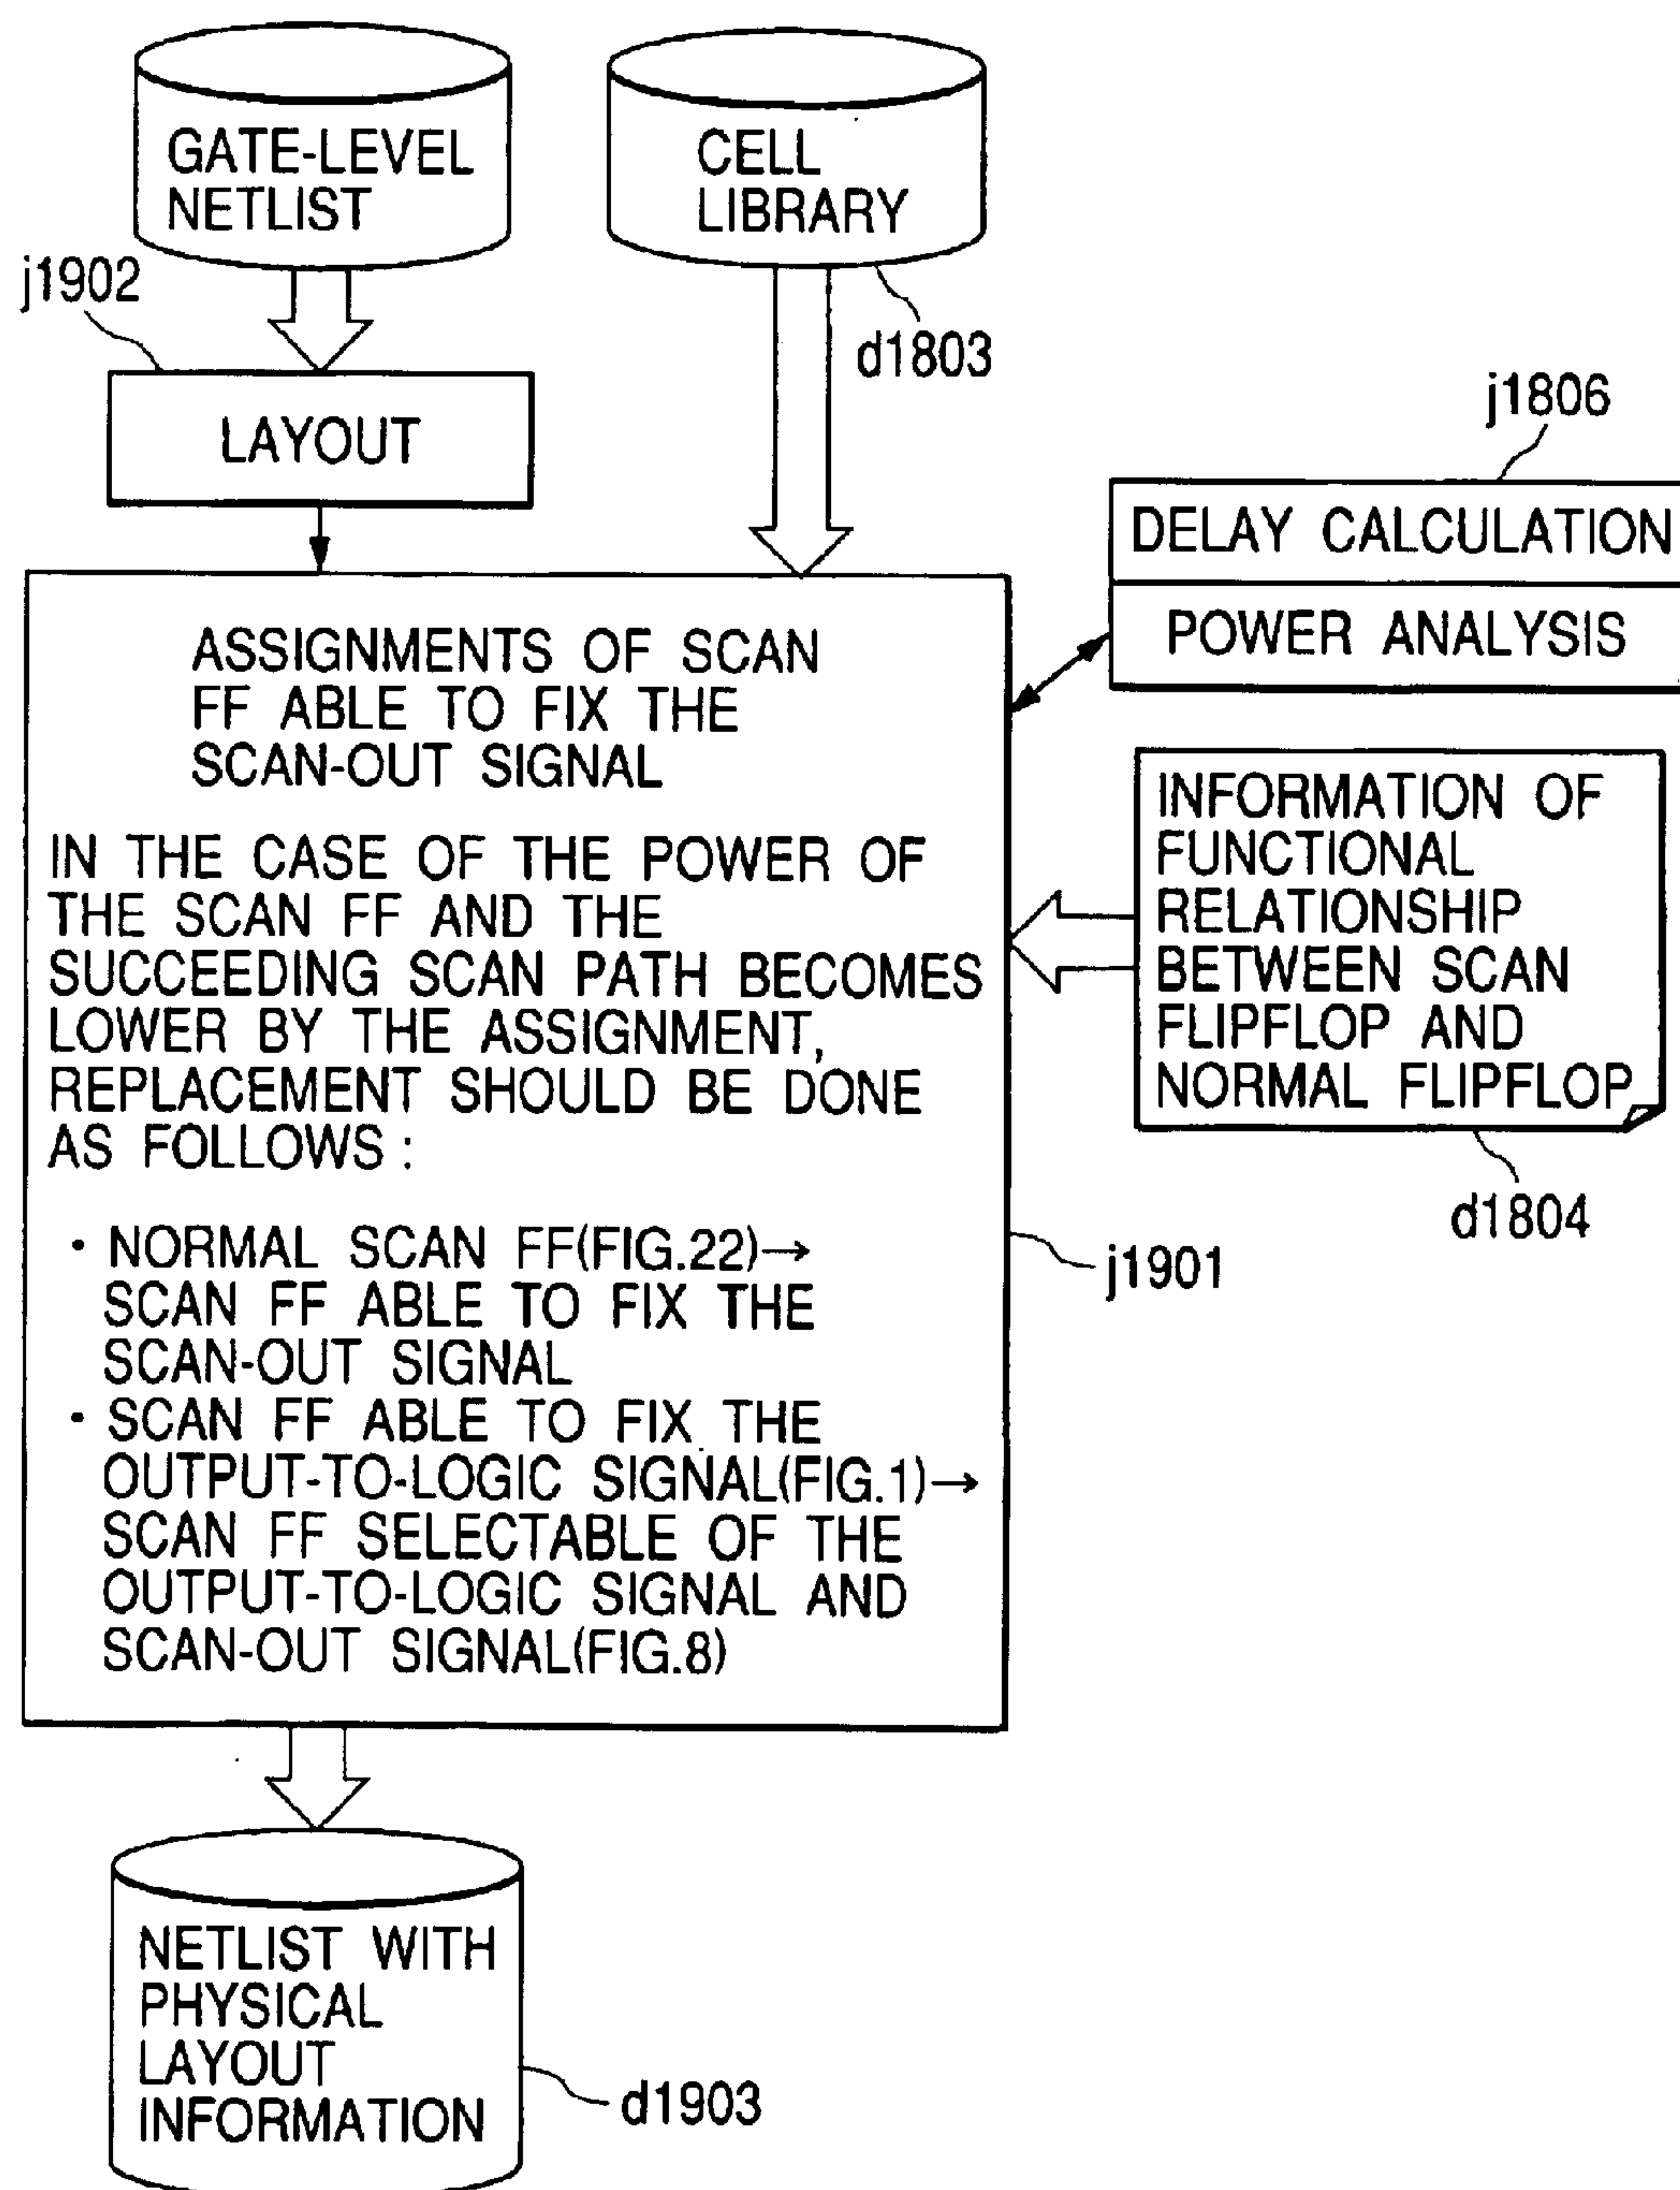 GATE-LEVEL
NETLIST
CELL
LIBRARY
j1902
d1803
LAYOUT
j1806
DELAY CALCULATION
POWER ANALYSIS
ASSIGNMENTS OF SCAN
FF ABLE TO FIX THE
SCAN-OUT SIGNAL
IN THE CASE OF THE POWER OF
THE SCAN FF AND THE
SUCCEEDING SCAN PATH BECOMES
LOWER BY THE ASSIGNMENT,
REPLACEMENT SHOULD BE DONE
AS FOLLOWS :
・ NORMAL SCAN FF(FIG.22)→
SCAN FF ABLE TO FIX THE
SCAN-OUT SIGNAL
・ SCAN FF ABLE TO FIX THE
OUTPUT-TO-LOGIC SIGNAL(FIG.1)→
SCAN FF SELECTABLE OF THE
OUTPUT-TO-LOGIC SIGNAL AND
SCAN-OUT SIGNAL(FIG.8)
INFORMATION OF
FUNCTIONAL
RELATIONSHIP
BETWEEN SCAN
FLIPFLOP AND
NORMAL FLIPFLOP
d1804
j1901
NETLIST WITH
PHYSICAL
LAYOUT
INFORMATION
d1903